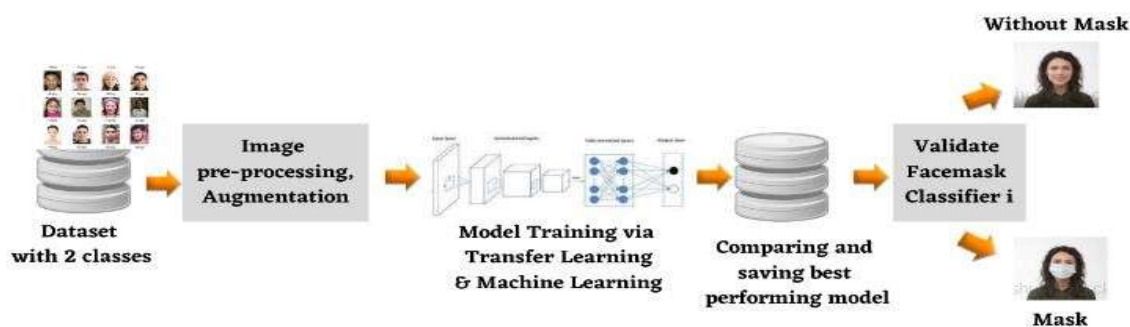 Without Mask
Image
pre-processing,
Augmentation
Validate
Facemask
Classifier i
Dataset
with 2 classes
Model Training via
Transfer Learning
& Machine Learning
Comparing and
saving best
performing model
Mask